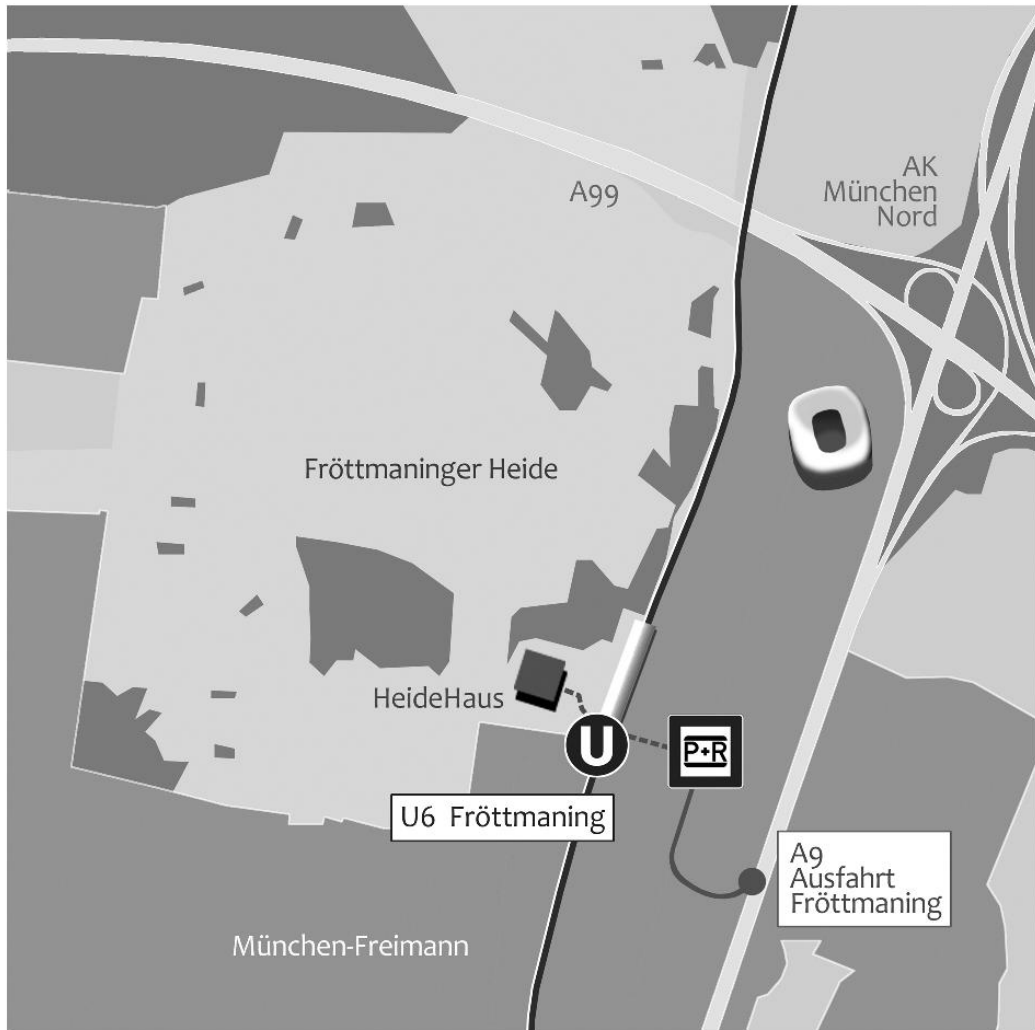 A99
AK
München
Nord
Fröttmaninger Heide
HeideHaus
U
P+R
U6 Fröttmaning
A9
Ausfahrt
Fröttmaning
München-Freimann